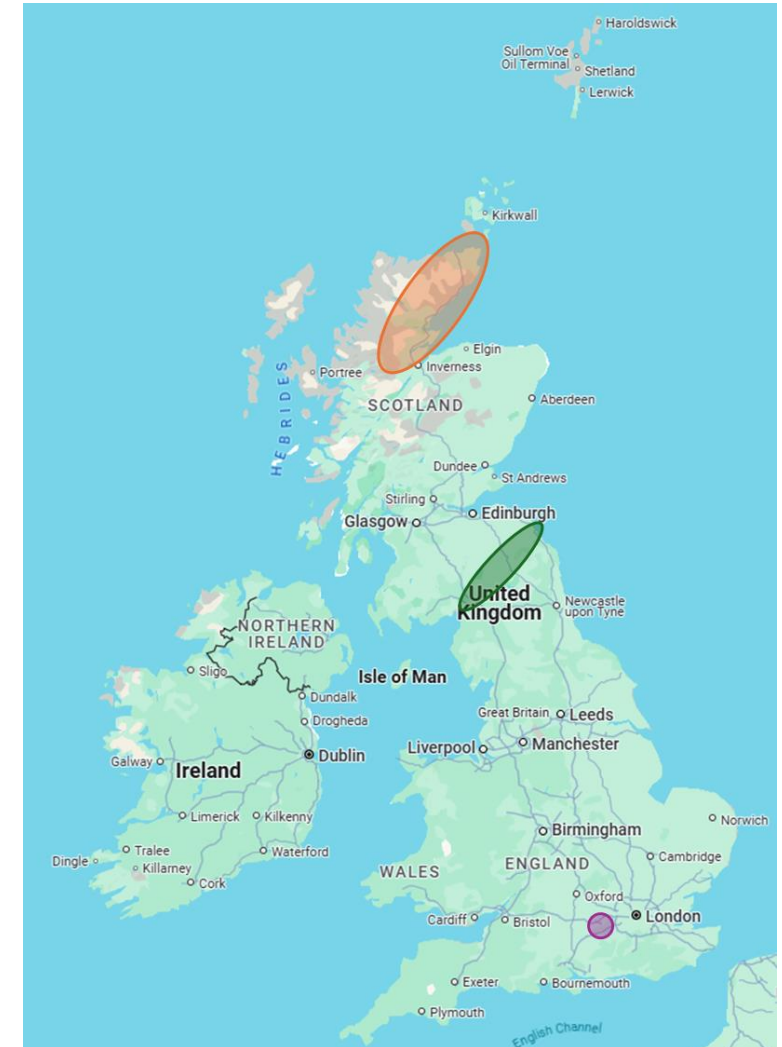 Haroldswick
Sullom Voe
Oil Terminal
Shetland
Lerwick
Kirkwall
Elgin
Inverness
Portree
HEBRIDES
SCOTLAND
Aberdeen
Dundee
St Andrews
Stirling
Edinburgh
Glasgow
United
Kingdom
Newcastle
upon Tyne
NORTHERN
IRELAND
Sligo
Isle of Man
Dundalk
Drogheda
Great Britain
Leeds
Liverpool
Manchester
Dublin
Galway
Ireland
Limerick
Kilkenny
Norwich
Birmingham
Tralee
Waterford
Dingle
Killarney
Cambridge
WALES
ENGLAND
Cork
Oxford
Cardiff
Bristol
London
Exeter
Bournemouth
Plymouth
English Channel